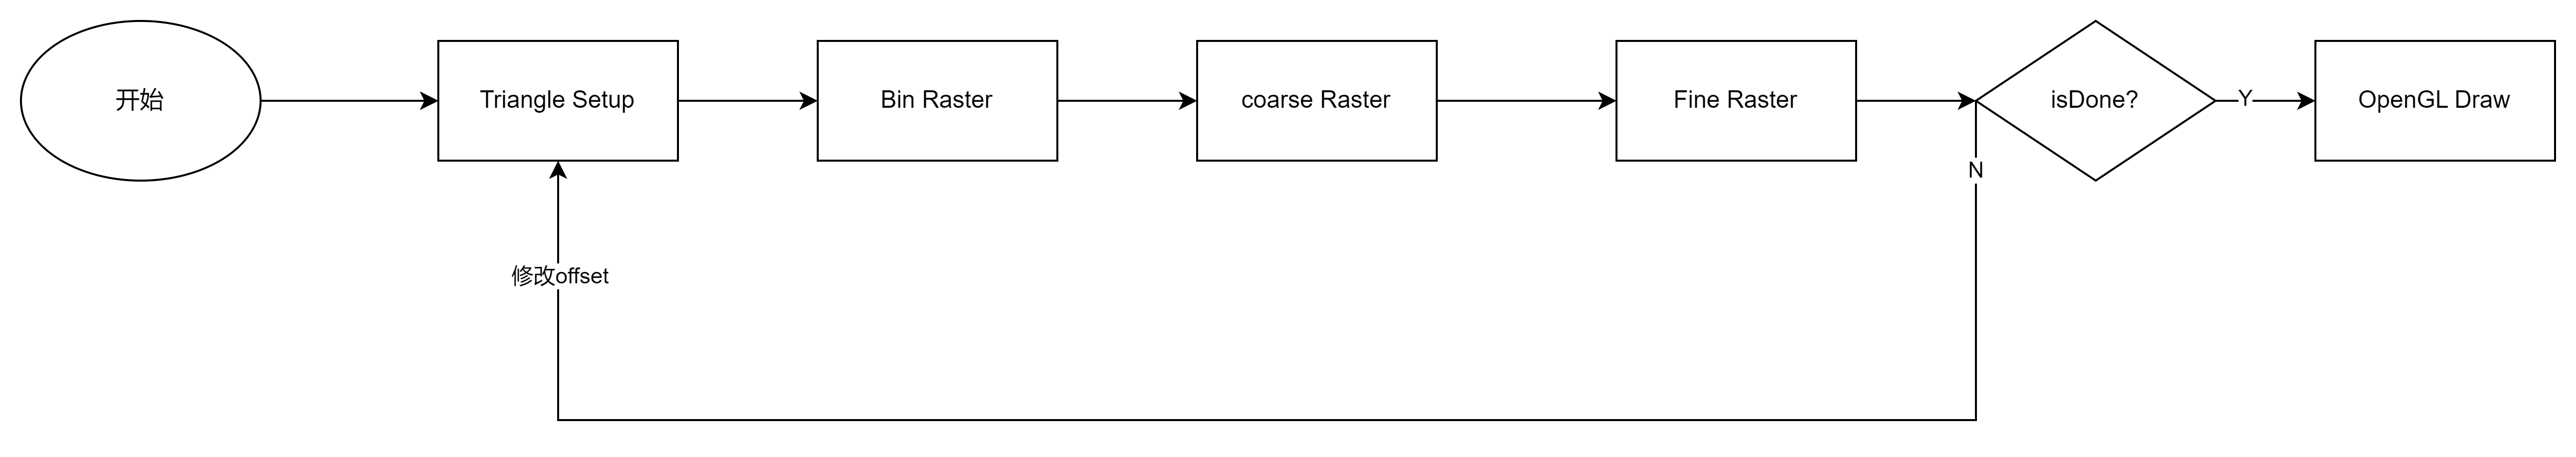 开始
Triangle Setup
Bin Raster
coarse Raster
Fine Raster
isDone?
Y
OpenGL Draw
N
修改offset